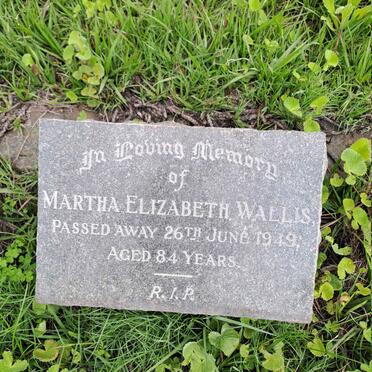 In Loving Memory
of
MARTHA ELIZABETH WALLIS
PASSED AWAY 26TH JUNE 1949,
AGED 84 YEARS.
R.I.P.